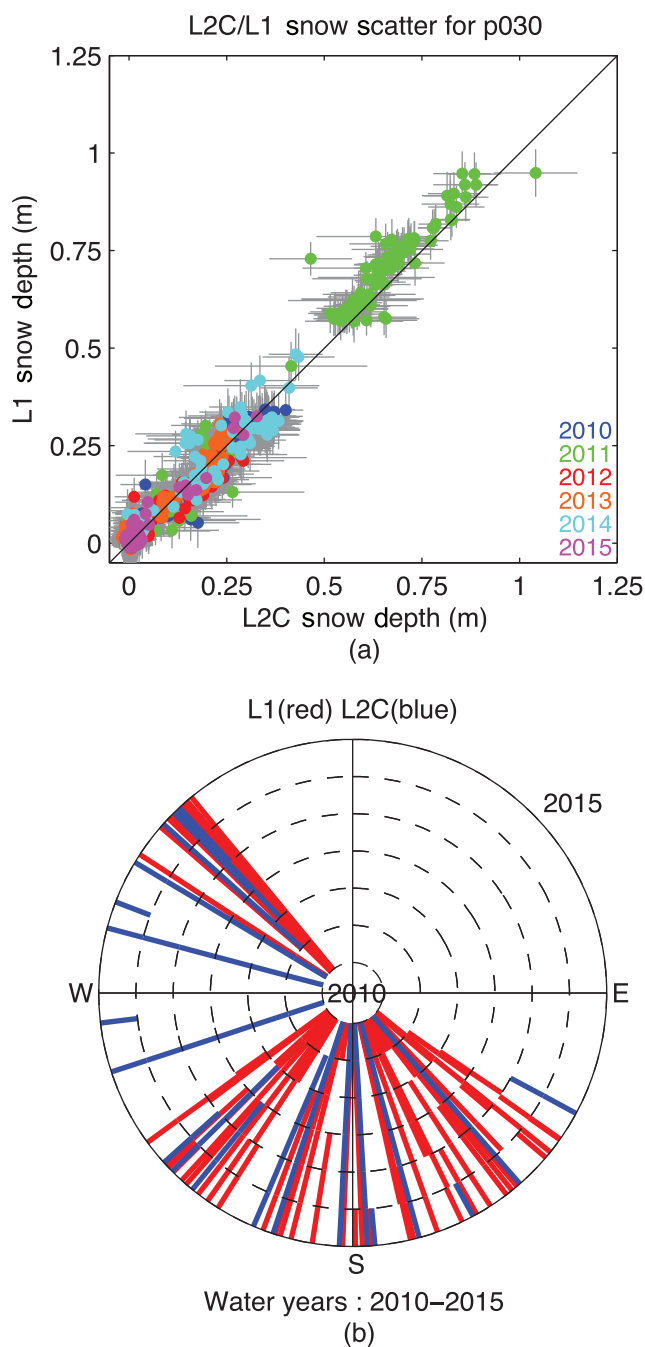 L2C/L1 snow scatter for p030
1.25
1
0.75
0.5
0.25
0
L1 snow depth (m)
2010
2011
2012
2013
2014
2015
0 0.25 0.5 0.75 1 1.25
L2C snow depth (m)
(a)
L1(red) L2C(blue)
2015
W 2010 E
S
Water years : 2010–2015
(b)